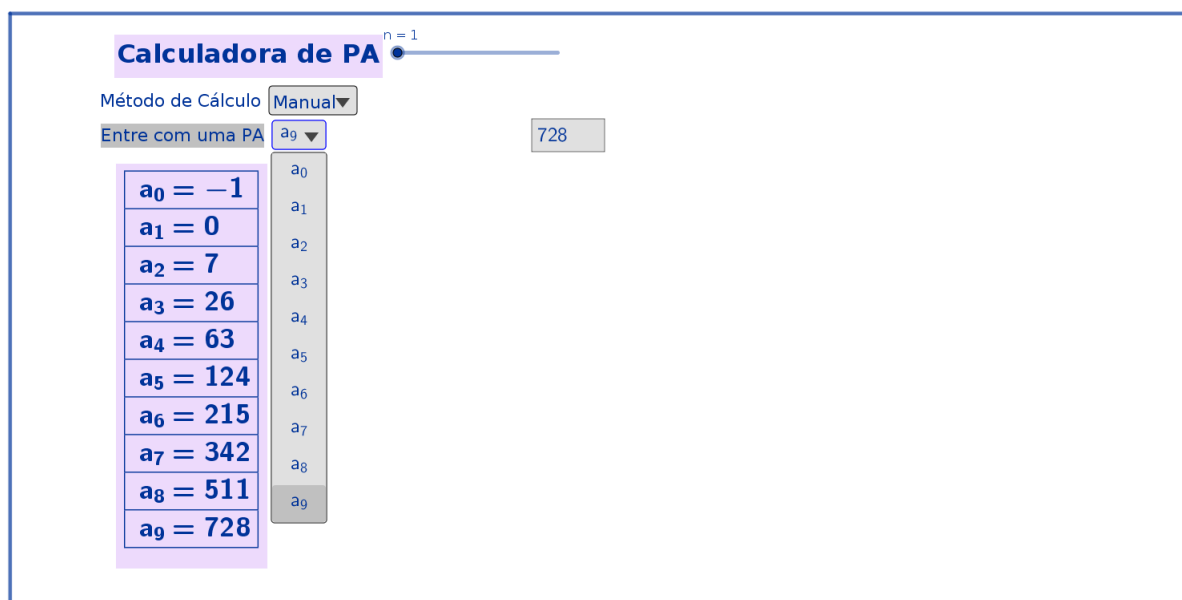 n = 1
Calculadora de PA
Método de Cálculo Manual
Entre com uma PA a₉ 728
a₀ = −1
a₁ = 0
a₂ = 7
a₃ = 26
a₄ = 63
a₅ = 124
a₆ = 215
a₇ = 342
a₈ = 511
a₉ = 728
a₀
a₁
a₂
a₃
a₄
a₅
a₆
a₇
a₈
a₉